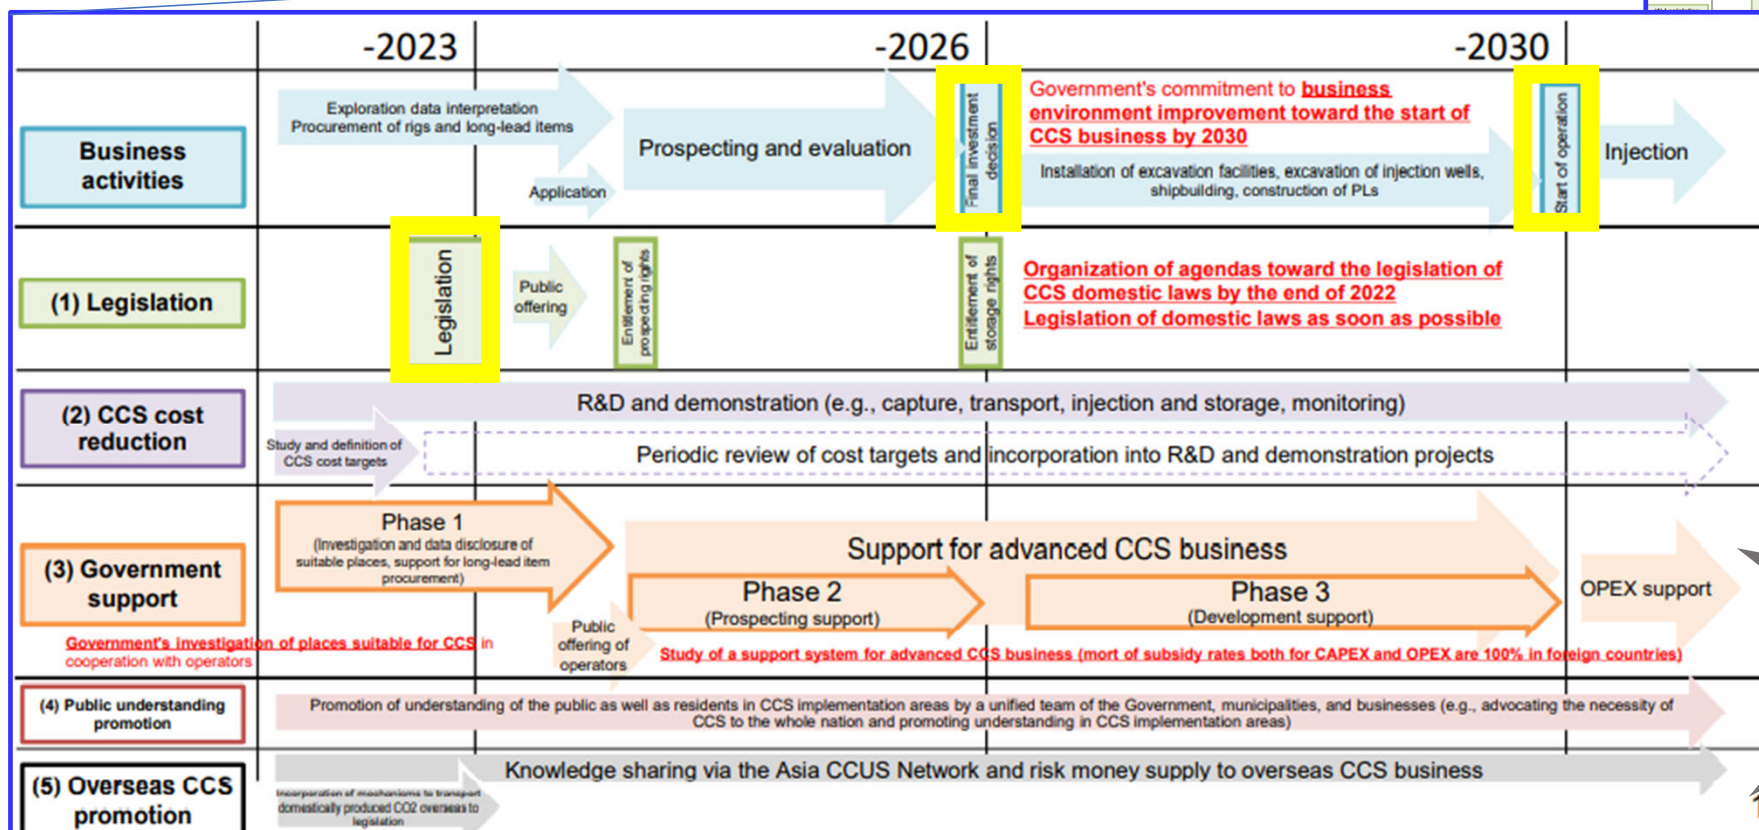 -2023
-2026
-2030
Business
activities
Exploration data interpretation
Procurement of rigs and long-lead items
Application
Prospecting and evaluation
Final investment
decision
Government's commitment to business
environment improvement toward the start of
CCS business by 2030
Installation of excavation facilities, excavation of injection wells,
shipbuilding, construction of PLs
Start of operation
Injection
(1) Legislation
Legislation
Public
offering
Entitlement of
prospecting rights
Entitlement of
storage rights
Organization of agendas toward the legislation of
CCS domestic laws by the end of 2022
Legislation of domestic laws as soon as possible
(2) CCS cost
reduction
R&D and demonstration (e.g., capture, transport, injection and storage, monitoring)
Study and definition of
CCS cost targets
Periodic review of cost targets and incorporation into R&D and demonstration projects
(3) Government
support
Phase 1
(Investigation and data disclosure of
suitable places, support for long-lead item
procurement)
Support for advanced CCS business
Phase 2
(Prospecting support)
Phase 3
(Development support)
OPEX support
Public
offering of
operators
Government's investigation of places suitable for CCS in
cooperation with operators
Study of a support system for advanced CCS business (mort of subsidy rates both for CAPEX and OPEX are 100% in foreign countries)
(4) Public understanding
promotion
Promotion of understanding of the public as well as residents in CCS implementation areas by a unified team of the Government, municipalities, and businesses (e.g., advocating the necessity of
CCS to the whole nation and promoting understanding in CCS implementation areas)
(5) Overseas CCS
promotion
Knowledge sharing via the Asia CCUS Network and risk money supply to overseas CCS business
Incorporation of mechanisms to transport
domestically produced CO2 overseas to
legislation